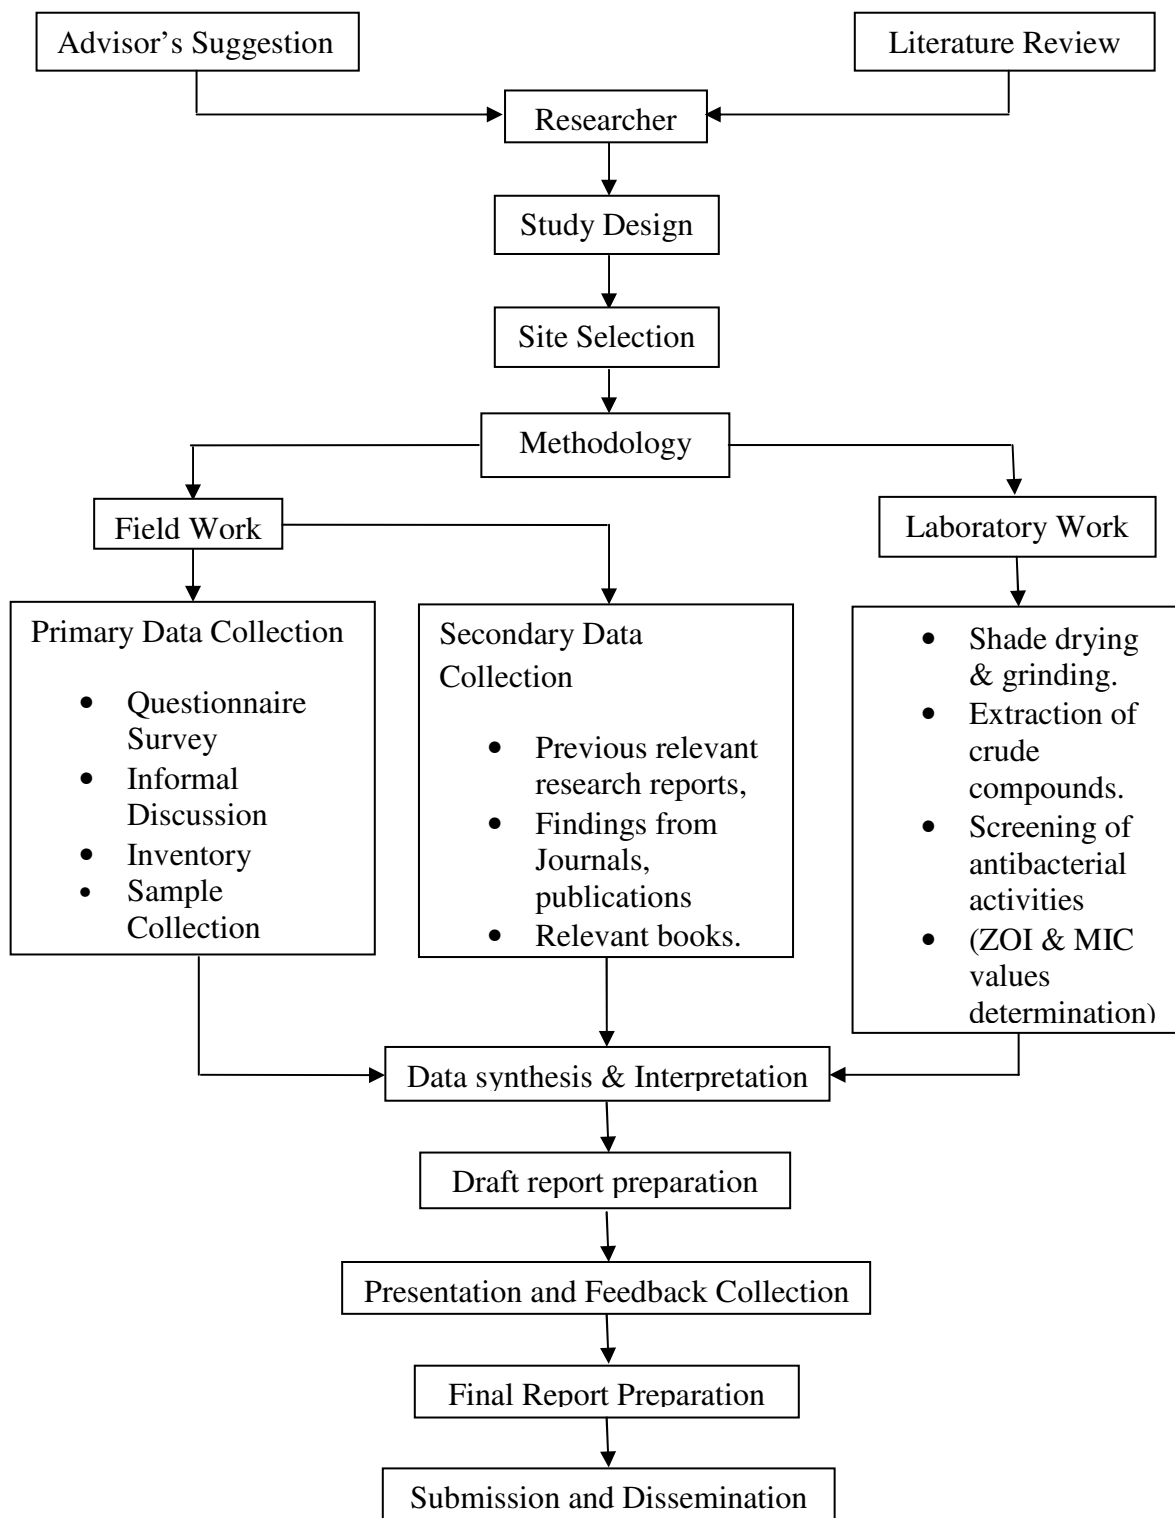 Advisor’s Suggestion
Literature Review
Researcher
Study Design
Site Selection
Methodology
Field Work
Laboratory Work
Primary Data Collection
• Questionnaire
Survey
• Informal
Discussion
• Inventory
• Sample
Collection
Secondary Data
Collection
• Previous relevant
research reports,
• Findings from
Journals,
publications
• Relevant books.
• Shade drying
& grinding.
• Extraction of
crude
compounds.
• Screening of
antibacterial
activities
• (ZOI & MIC
values
determination)
Data synthesis & Interpretation
Draft report preparation
Presentation and Feedback Collection
Final Report Preparation
Submission and Dissemination